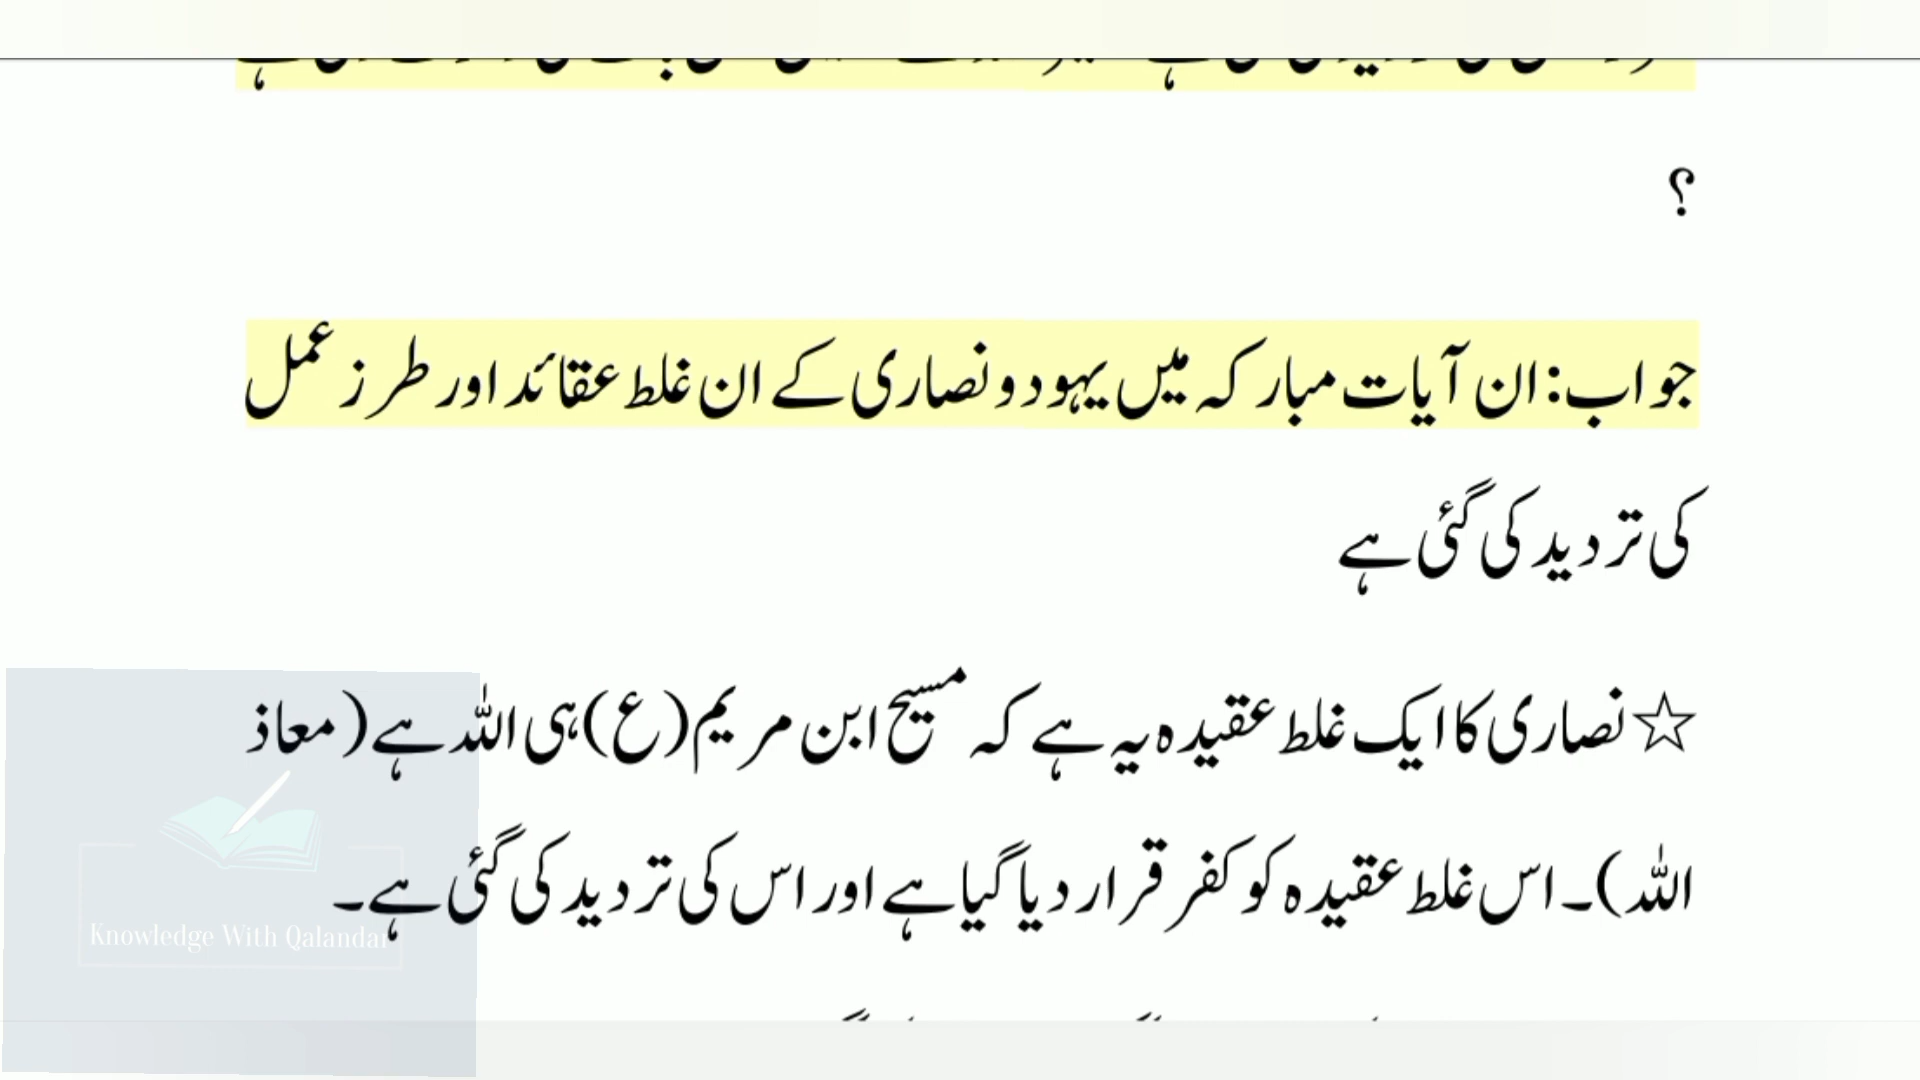 ؟
جواب: ان آیات مبارکہ میں یہود و نصاری کے ان غلط عقائد اور طرز عمل
کی تردید کی گئی ہے
☆ نصاری کا ایک غلط عقیدہ یہ ہے کہ مسیح ابن مریم (ع) ہی اللہ ہے (معاذ
اللہ)۔ اس غلط عقیدہ کو کفر قرار دیا گیا ہے اور اس کی تردید کی گئی ہے۔
Knowledge With Qalandar